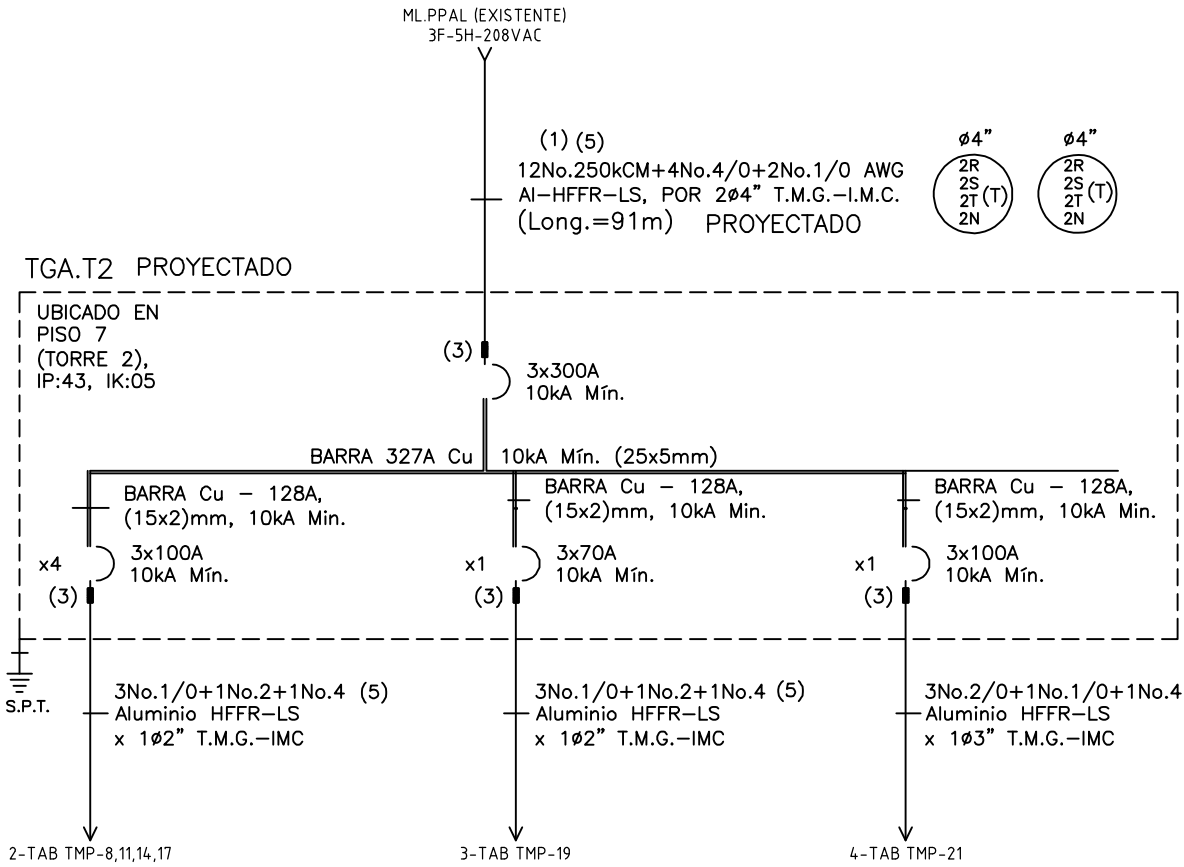 ML.PPAL (EXISTENTE)
3F-5H-208VAC
(1) (5)
12No.250kCM+4No.4/0+2No.1/0 AWG
Al-HFFR-LS, POR 2ø4" T.M.G.-I.M.C.
(Long.=91m) PROYECTADO
ø4"
2R
2S
2T (T)
2N
ø4"
2R
2S
2T (T)
2N
TGA.T2 PROYECTADO
UBICADO EN
PISO 7
(TORRE 2),
IP:43, IK:05
(3)
3x300A
10kA Mín.
BARRA 327A Cu 10kA Mín. (25x5mm)
BARRA Cu - 128A,
(15x2)mm, 10kA Min.
x4
3x100A
10kA Mín.
(3)
BARRA Cu - 128A,
(15x2)mm, 10kA Min.
x1
3x70A
10kA Mín.
(3)
BARRA Cu - 128A,
(15x2)mm, 10kA Min.
x1
3x100A
10kA Mín.
(3)
S.P.T.
3No.1/0+1No.2+1No.4 (5)
Aluminio HFFR-LS
x 1ø2" T.M.G.-IMC
3No.1/0+1No.2+1No.4 (5)
Aluminio HFFR-LS
x 1ø2" T.M.G.-IMC
3No.2/0+1No.1/0+1No.4
Aluminio HFFR-LS
x 1ø3" T.M.G.-IMC
2-TAB TMP-8,11,14,17
3-TAB TMP-19
4-TAB TMP-21